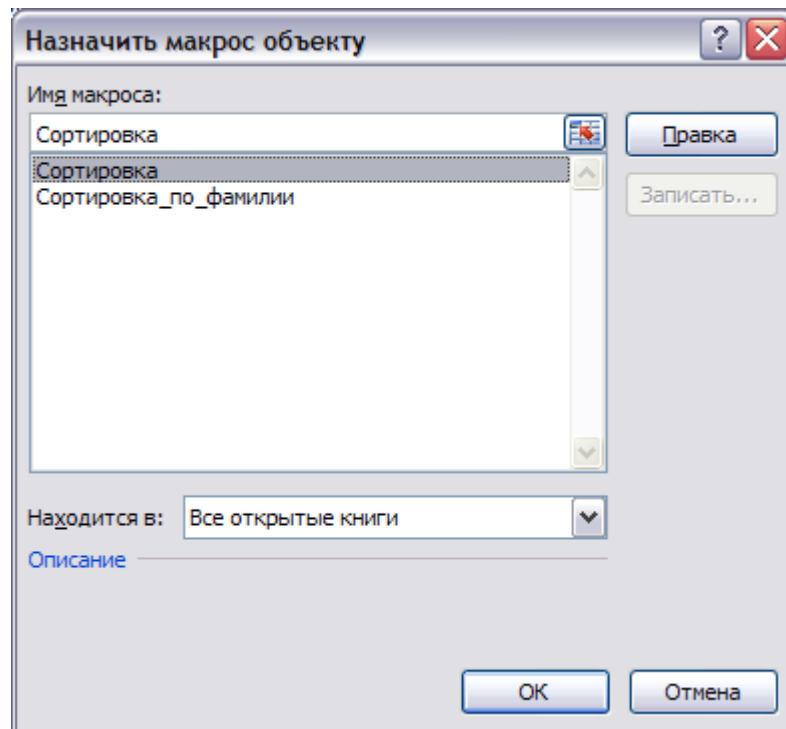 Назначить макрос объекту
?
Имя макроса:
Сортировка
Правка
Сортировка
Сортировка_по_фамилии
Записать...
Находится в: Все открытые книги
Описание
ОК
Отмена